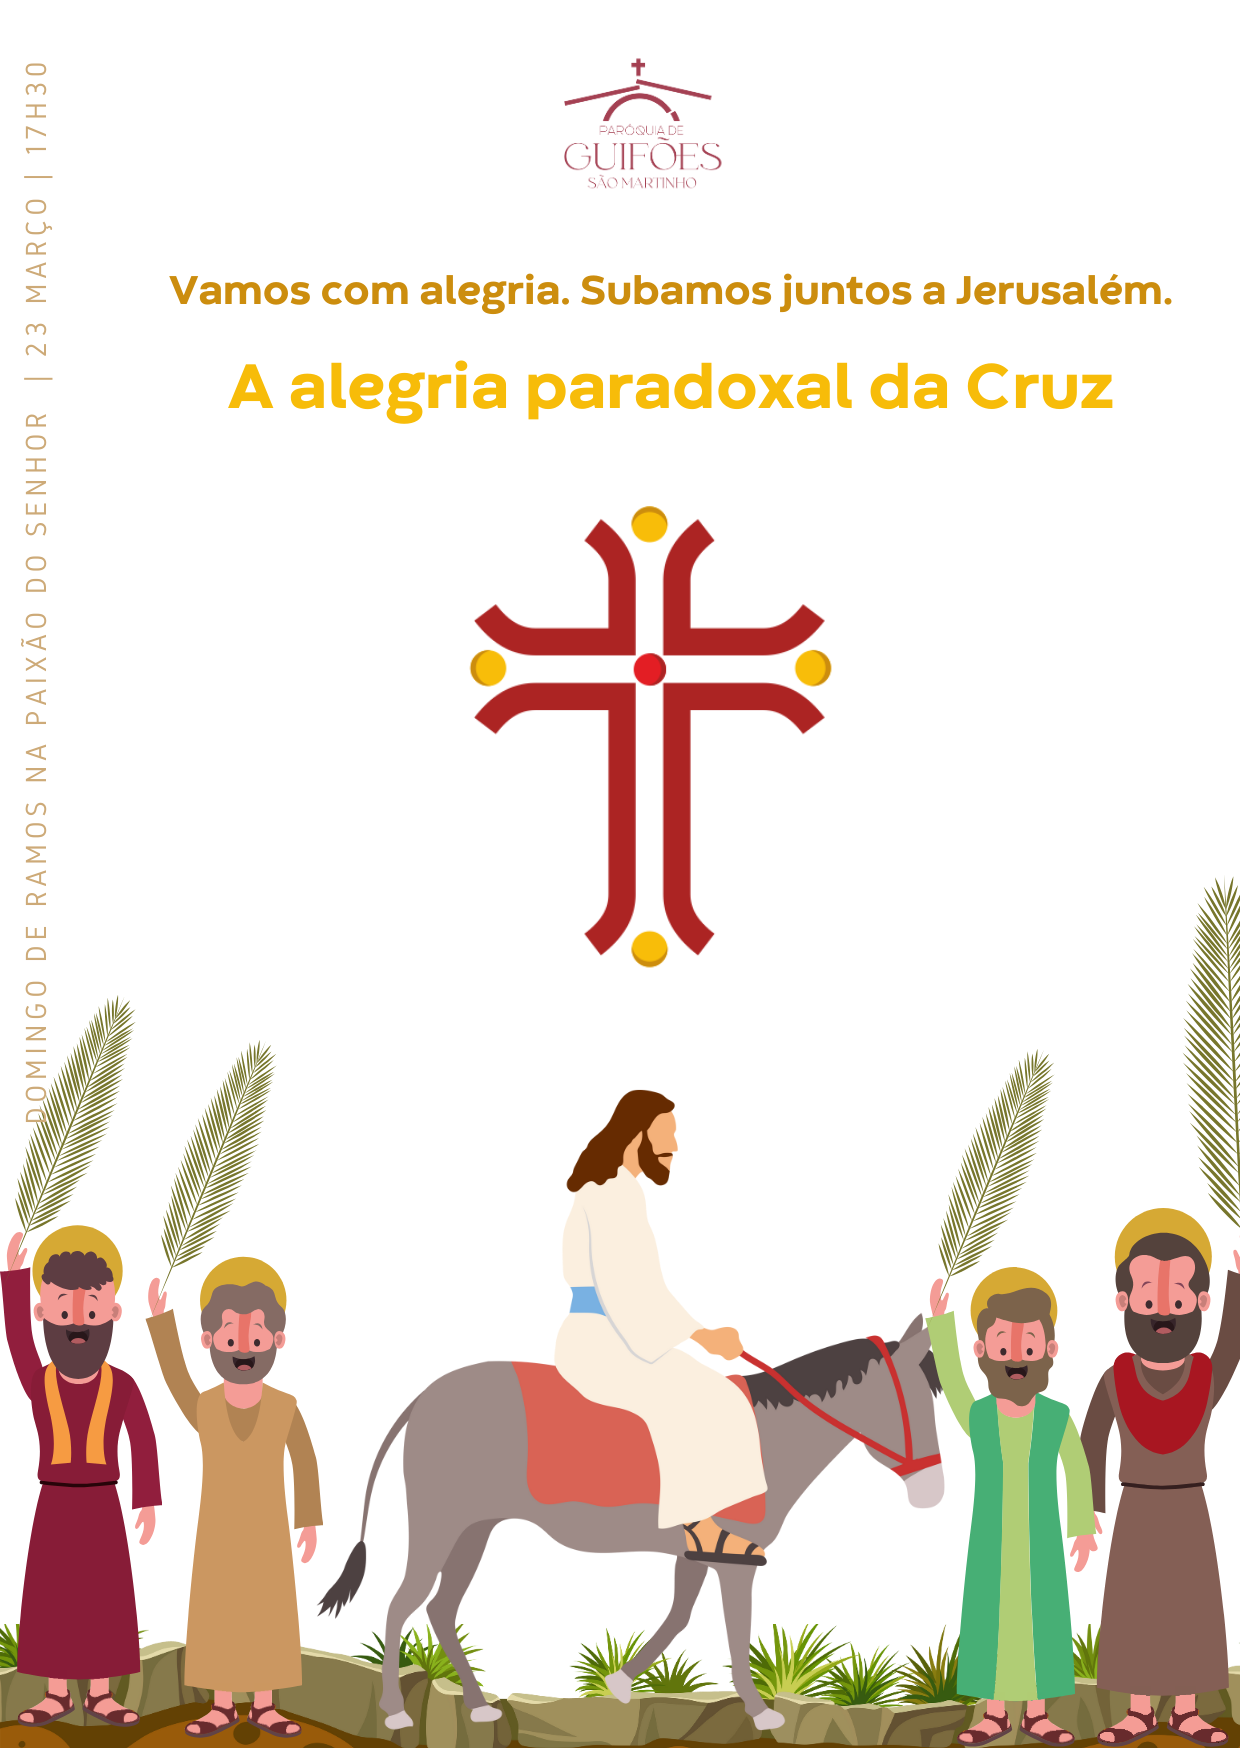 PARÓQUIA DE
GUIFÕES
SÃO MARTINHO
Vamos com alegria. Subamos juntos a Jerusalém.
A alegria paradoxal da Cruz
DOMINGO DE RAMOS NA PAIXÃO DO SENHOR | 23 MARÇO | 17H30